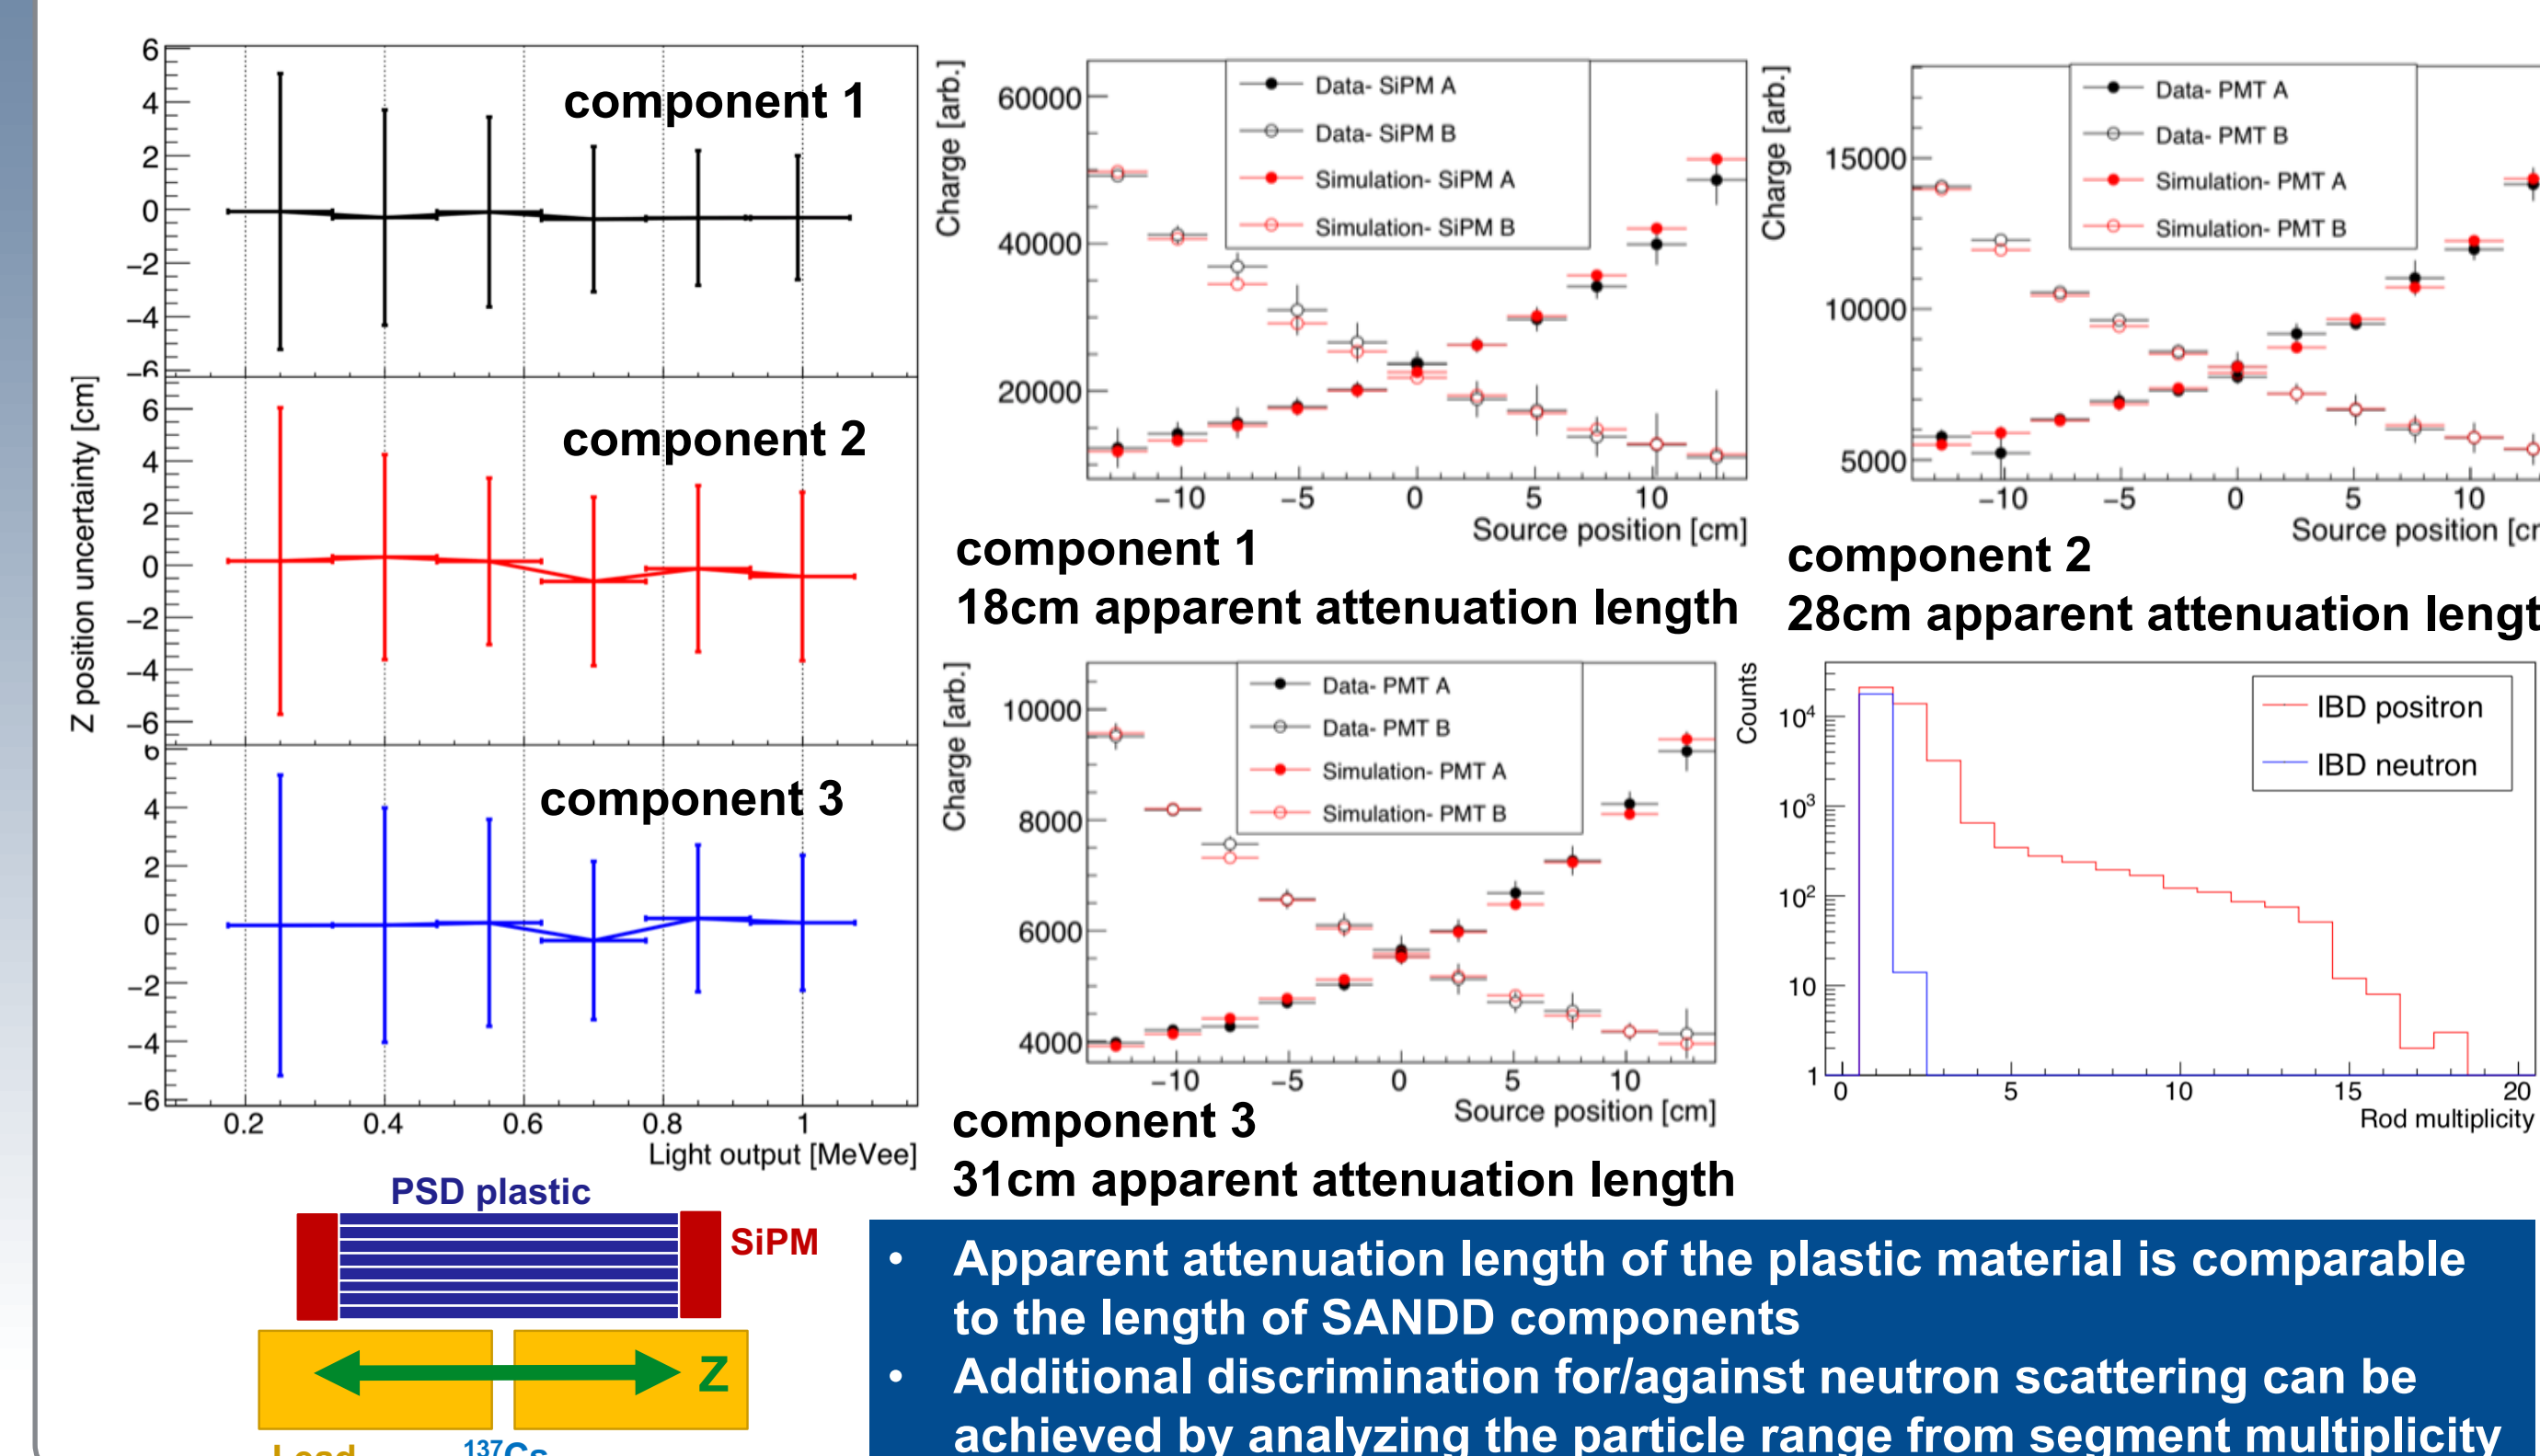 6
4
2
0
−2
−4
−6
component 1
6
4
2
0
−2
−4
−6
component 2
6
4
2
0
−2
−4
−6
component 3
Z position uncertainty [cm]
0.2 0.4 0.6 0.8 1
Light output [MeVee]
Charge [arb.]
60000
40000
20000
Data- SiPM A
Data- SiPM B
Simulation- SiPM A
Simulation- SiPM B
−10 −5 0 5 10
Source position [cm]
component 1
18cm apparent attenuation length
Charge [arb.]
15000
10000
5000
Data- PMT A
Data- PMT B
Simulation- PMT A
Simulation- PMT B
−10 −5 0 5 10
Source position [cm
component 2
28cm apparent attenuation lengt
Charge [arb.]
10000
8000
6000
4000
Data- PMT A
Data- PMT B
Simulation- PMT A
Simulation- PMT B
−10 −5 0 5 10
Source position [cm]
component 3
31cm apparent attenuation length
Counts
10⁴
10³
10²
10
1
IBD positron
IBD neutron
0 5 10 15 20
Rod multiplicity
PSD plastic
SiPM
Z
Lead
¹³⁷Cs
• Apparent attenuation length of the plastic material is comparable
to the length of SANDD components
• Additional discrimination for/against neutron scattering can be
achieved by analyzing the particle range from segment multiplicity